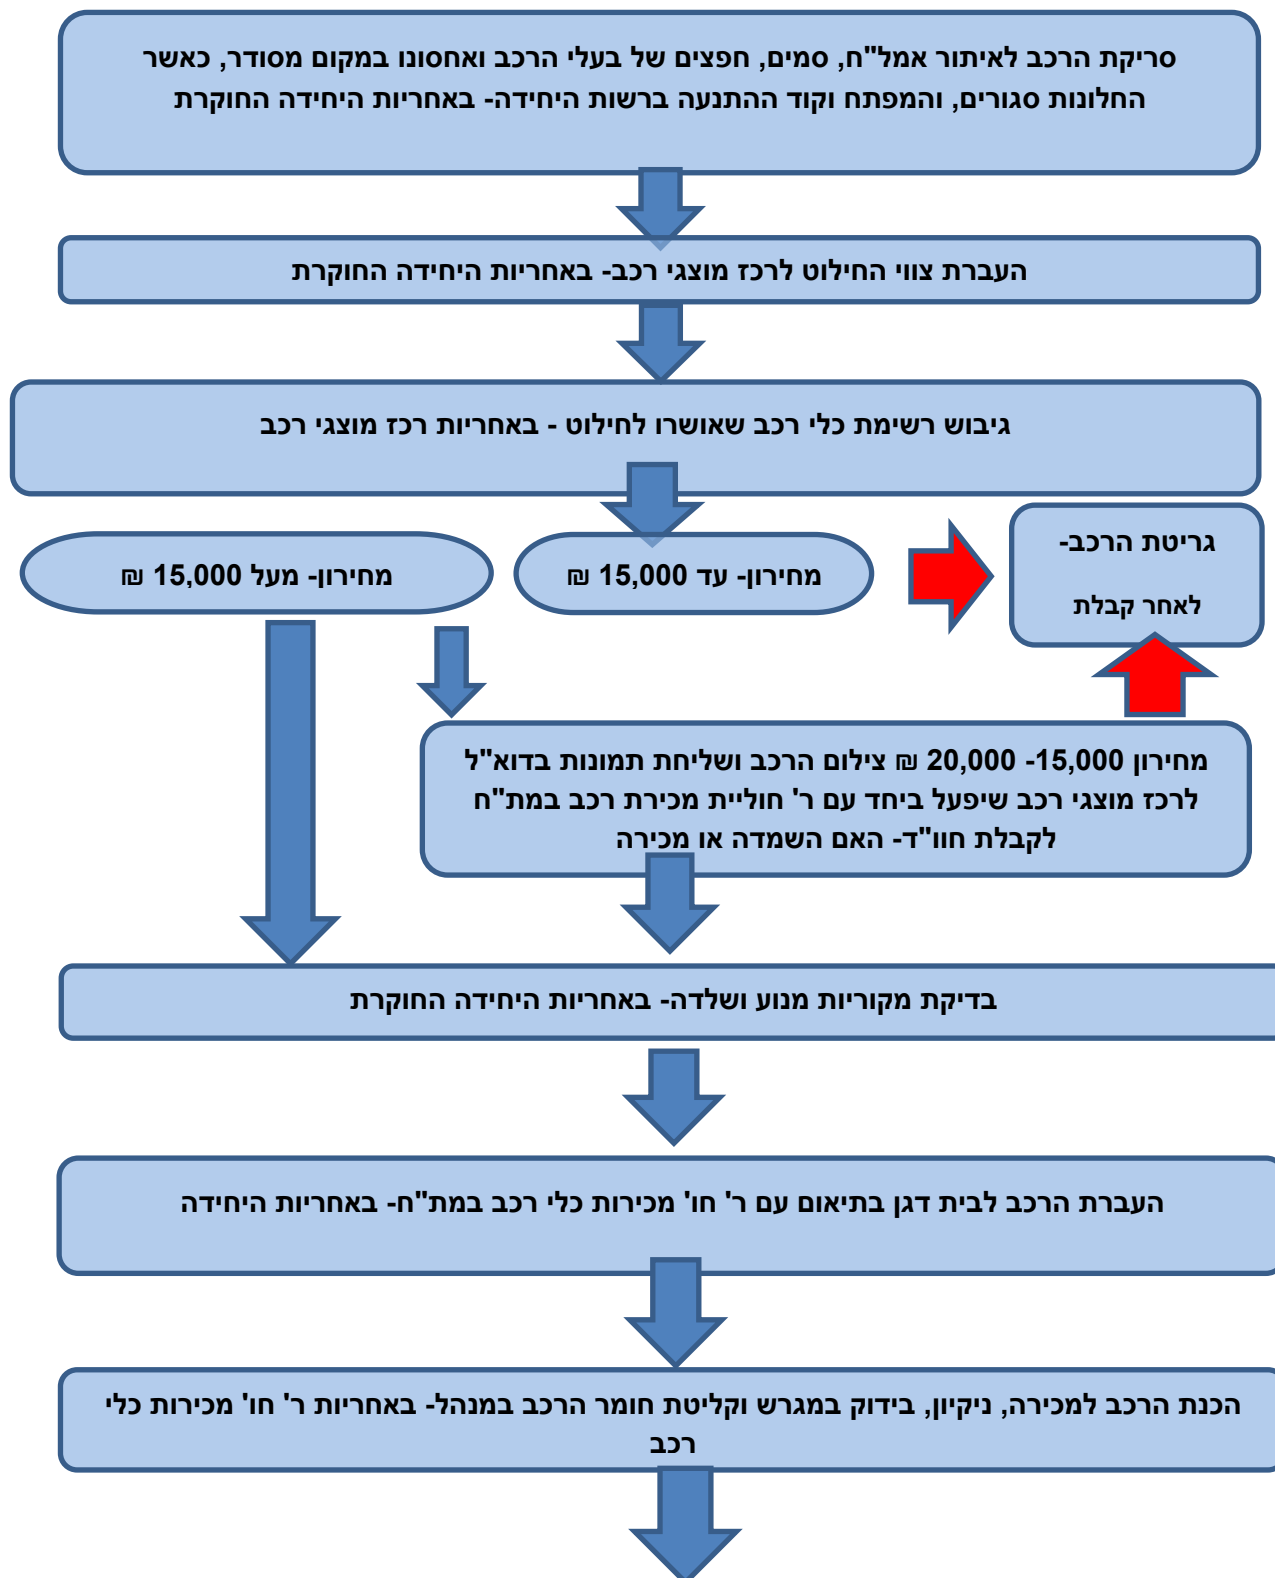 סריקת הרכב לאיתור אמל"ח, סמים, חפצים של בעלי הרכב ואחסונו במקום מסודר, כאשר
החלונות סגורים, והמפתח וקוד ההתנעה ברשות היחידה- באחריות היחידה החוקרת
העברת צווי החילוט לרכז מוצגי רכב- באחריות היחידה החוקרת
גיבוש רשימת כלי רכב שאושרו לחילוט - באחריות רכז מוצגי רכב
גריטת הרכב-
לאחר קבלת
מחירון- עד 15,000 ₪
מחירון- מעל 15,000 ₪
מחירון 15,000- 20,000 ₪ צילום הרכב ושליחת תמונות בדוא"ל
לרכז מוצגי רכב שיפעל ביחד עם ר' חוליית מכירת רכב במת"ח
לקבלת חוו"ד- האם השמדה או מכירה
בדיקת מקוריות מנוע ושלדה- באחריות היחידה החוקרת
העברת הרכב לבית דגן בתיאום עם ר' חו' מכירות כלי רכב במת"ח- באחריות היחידה
הכנת הרכב למכירה, ניקיון, בידוק במגרש וקליטת חומר הרכב במנהל- באחריות ר' חו' מכירות כלי
רכב